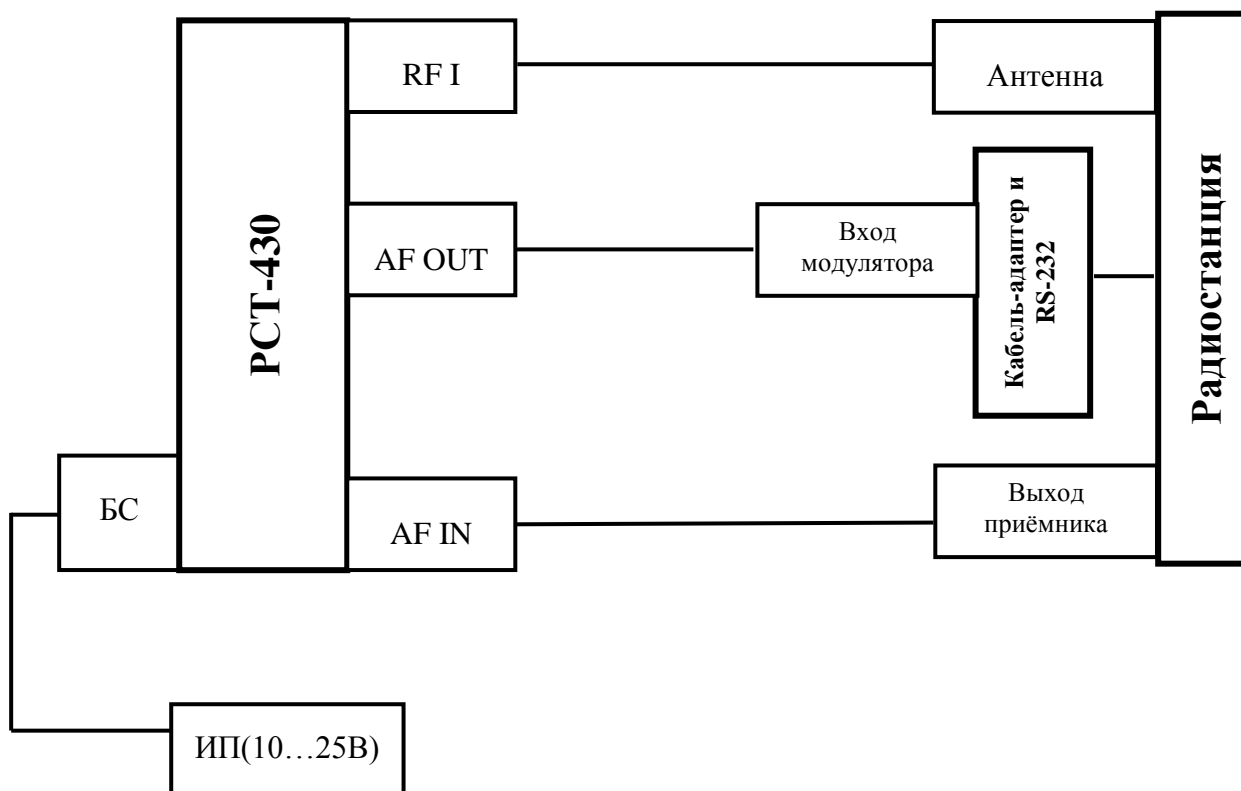 RF I
Антенна
РСТ-430
Кабель-адаптер и
RS-232
Радиостанция
AF OUT
Вход
модулятора
БС
AF IN
Выход
приёмника
ИП(10…25В)